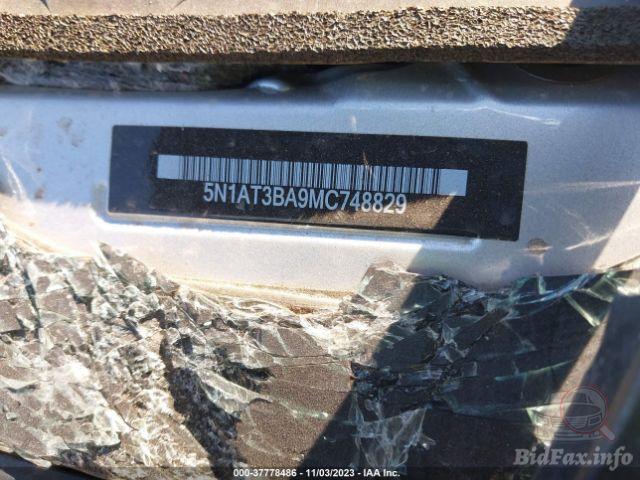 5N1AT3BA9MC748829
000-37778486 - 11/03/2023 - IAA Inc.
BidFax.info